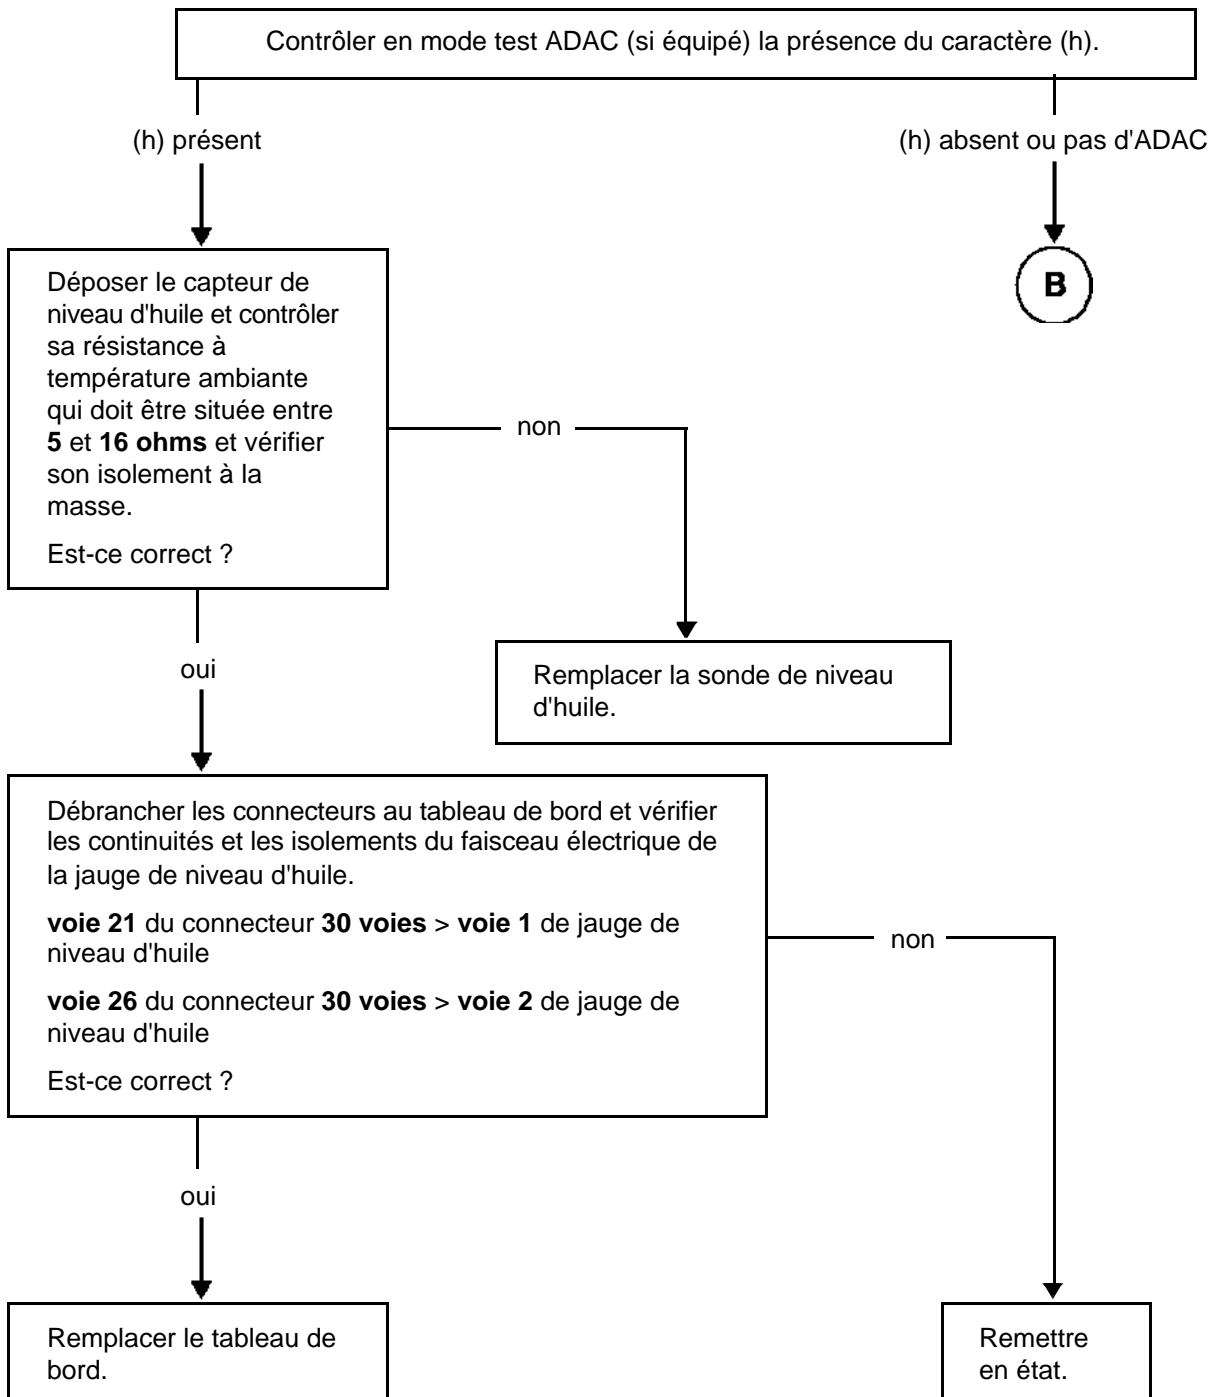 Contrôler en mode test ADAC (si équipé) la présence du caractère (h).
(h) présent
(h) absent ou pas d'ADAC
B
Déposer le capteur de
niveau d'huile et contrôler
sa résistance à
température ambiante
qui doit être située entre
5 et 16 ohms et vérifier
son isolement à la
masse.
Est-ce correct ?
non
oui
Remplacer la sonde de niveau
d'huile.
Débrancher les connecteurs au tableau de bord et vérifier
les continuités et les isolements du faisceau électrique de
la jauge de niveau d'huile.
voie 21 du connecteur 30 voies > voie 1 de jauge de
niveau d'huile
voie 26 du connecteur 30 voies > voie 2 de jauge de
niveau d'huile
Est-ce correct ?
non
oui
Remplacer le tableau de
bord.
Remettre
en état.